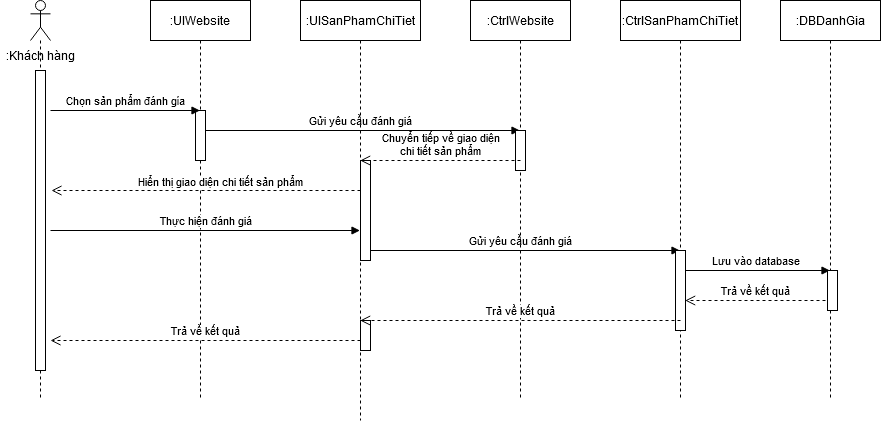 :UIWebsite
:UISanPhamChiTiet
:CtrlWebsite
:CtrlSanPhamChiTiet
:DBDanhGia
:Khách hàng
Chọn sản phẩm đánh gía
Gửi yêu cầu đánh giá
Chuyển tiếp về giao diện
chi tiết sản phẩm
Hiển thị giao diện chi tiết sản phẩm
Thực hiện đánh giá
Gửi yêu cầu đánh giá
Lưu vào database
Trả về kết quả
Trả về kết quả
Trả về kết quả